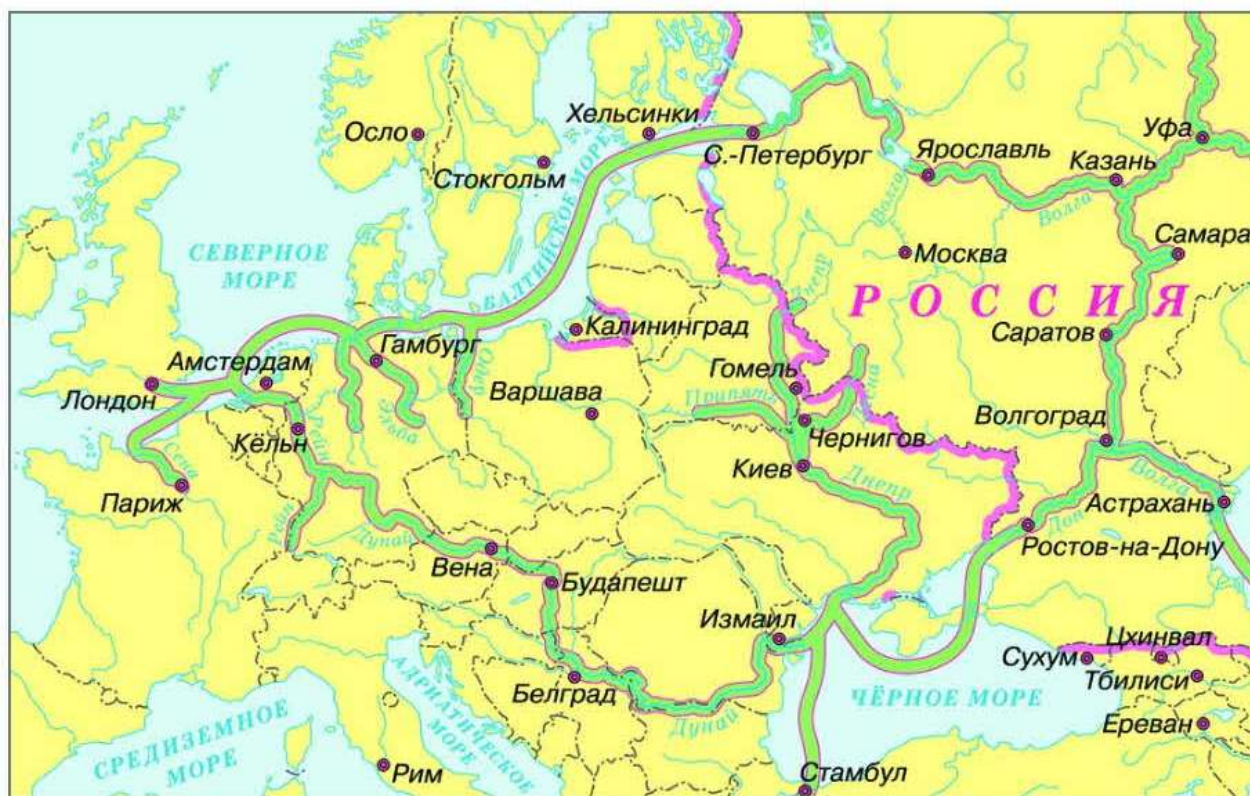 Осло
Хельсинки
С.-Петербург
Уфа
Стокгольм
Ярославль
Казань
Волга
Волга
БАЛТИЙСКОЕ МОРЕ
СЕВЕРНОЕ
МОРЕ
Москва
Самара
Днепр
РОССИЯ
Калининград
Саратов
Амстердам
Гамбург
Одер
Гомель
Лондон
Варшава
Припять
Десна
Эльба
Рейн
Кёльн
Чернигов
Волгоград
Сена
Киев
Днепр
Волга
Париж
Астрахань
Дон
Рейн
Дунай
Ростов-на-Дону
Вена
Будапешт
Измаил
Цхинвал
Сухум
Тбилиси
Белград
АДРИАТИЧЕСКОЕ
МОРЕ
ЧЁРНОЕ МОРЕ
Дунай
Ереван
СРЕДИЗЕМНОЕ
МОРЕ
Рим
Стамбул